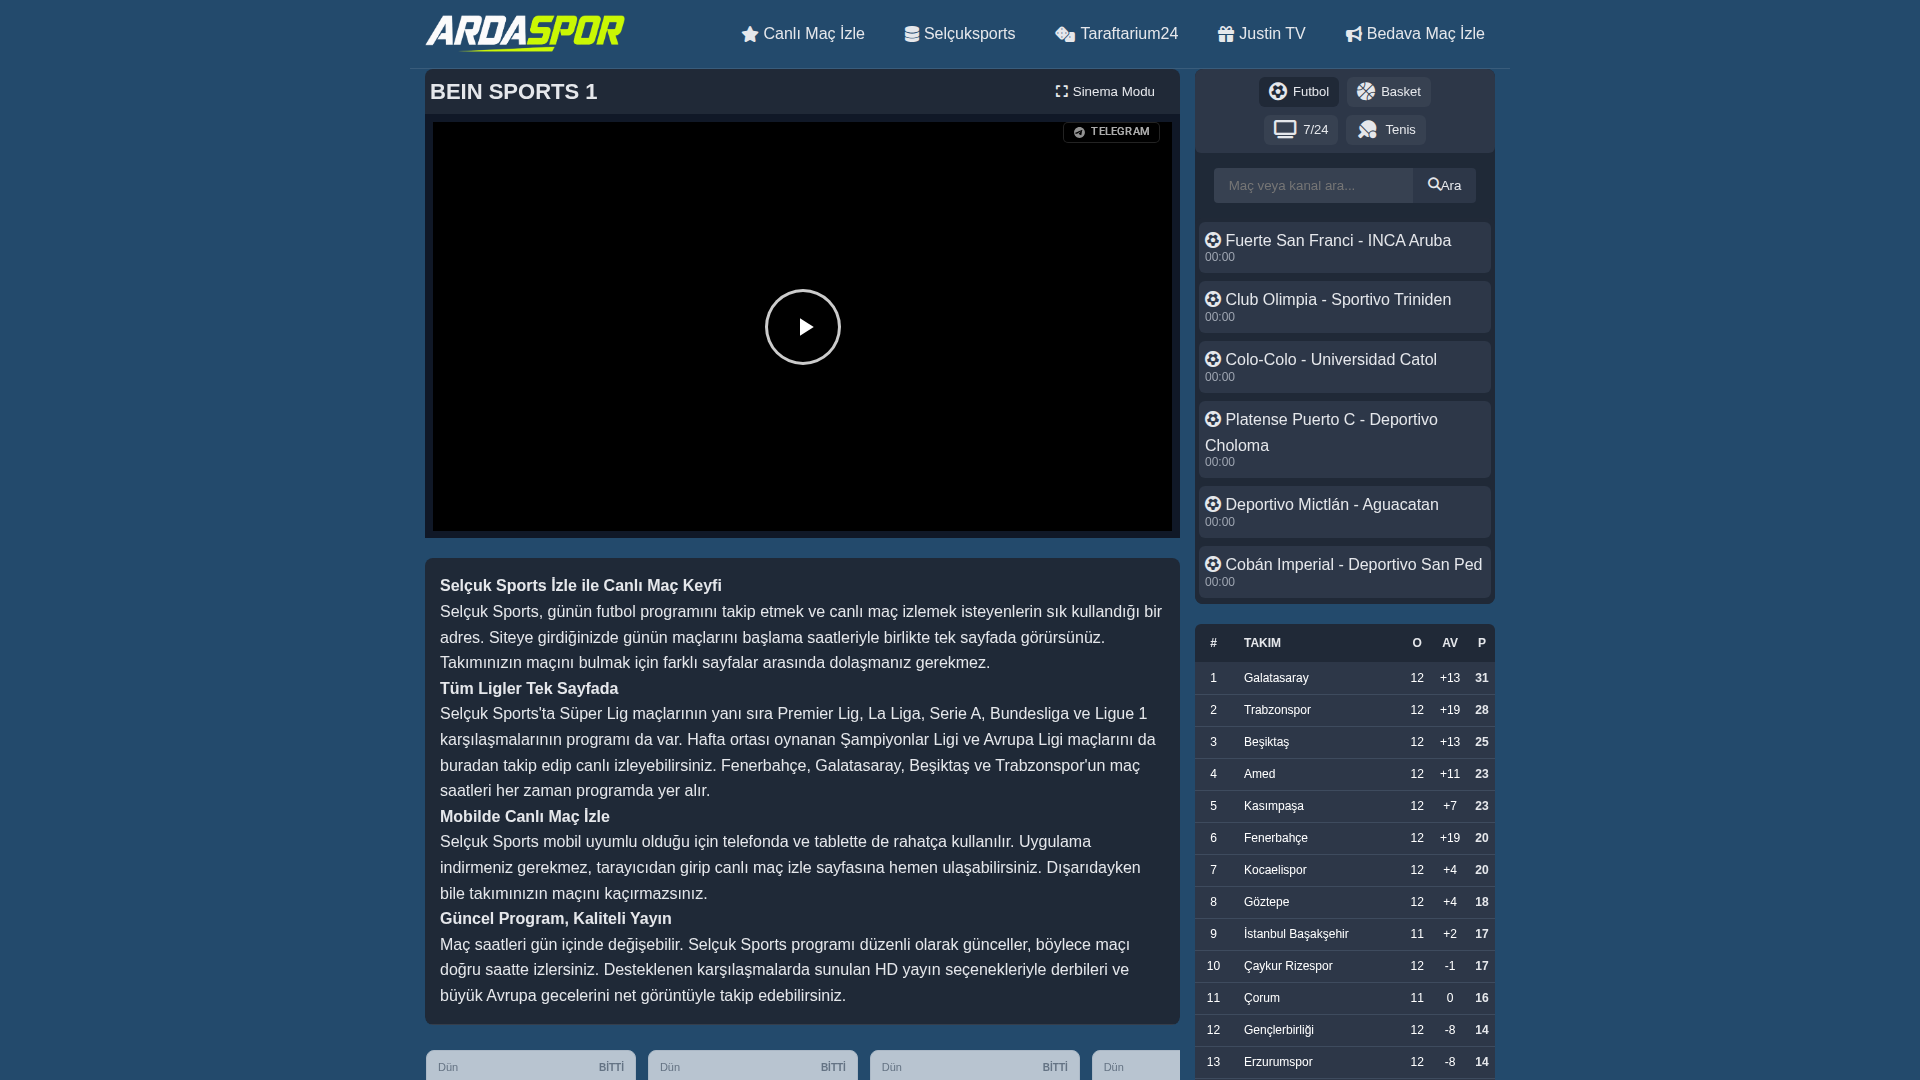 ARDASPOR
Canlı Maç İzle
Selçuksports
Taraftarium24
Justin TV
Bedava Maç İzle
BEIN SPORTS 1
Sinema Modu
TELEGRAM
Selçuk Sports İzle ile Canlı Maç Keyfi
Selçuk Sports, günün futbol programını takip etmek ve canlı maç izlemek isteyenlerin sık kullandığı bir
adres. Siteye girdiğinizde günün maçlarını başlama saatleriyle birlikte tek sayfada görürsünüz.
Takımınızın maçını bulmak için farklı sayfalar arasında dolaşmanız gerekmez.
Tüm Ligler Tek Sayfada
Selçuk Sports'ta Süper Lig maçlarının yanı sıra Premier Lig, La Liga, Serie A, Bundesliga ve Ligue 1
karşılaşmalarının programı da var. Hafta ortası oynanan Şampiyonlar Ligi ve Avrupa Ligi maçlarını da
buradan takip edip canlı izleyebilirsiniz. Fenerbahçe, Galatasaray, Beşiktaş ve Trabzonspor'un maç
saatleri her zaman programda yer alır.
Mobilde Canlı Maç İzle
Selçuk Sports mobil uyumlu olduğu için telefonda ve tablette de rahatça kullanılır. Uygulama
indirmeniz gerekmez, tarayıcıdan girip canlı maç izle sayfasına hemen ulaşabilirsiniz. Dışarıdayken
bile takımınızın maçını kaçırmazsınız.
Güncel Program, Kaliteli Yayın
Maç saatleri gün içinde değişebilir. Selçuk Sports programı düzenli olarak günceller, böylece maçı
doğru saatte izlersiniz. Desteklenen karşılaşmalarda sunulan HD yayın seçenekleriyle derbileri ve
büyük Avrupa gecelerini net görüntüyle takip edebilirsiniz.
Dün BİTTİ
Dün BİTTİ
Dün BİTTİ
Dün
Futbol
Basket
7/24
Tenis
Maç veya kanal ara...
Ara
Fuerte San Franci - INCA Aruba
00:00
Club Olimpia - Sportivo Triniden
00:00
Colo-Colo - Universidad Catol
00:00
Platense Puerto C - Deportivo
Choloma
00:00
Deportivo Mictlán - Aguacatan
00:00
Cobán Imperial - Deportivo San Ped
00:00
# TAKIM O AV P
1 Galatasaray 12 +13 31
2 Trabzonspor 12 +19 28
3 Beşiktaş 12 +13 25
4 Amed 12 +11 23
5 Kasımpaşa 12 +7 23
6 Fenerbahçe 12 +19 20
7 Kocaelispor 12 +4 20
8 Göztepe 12 +4 18
9 İstanbul Başakşehir 11 +2 17
10 Çaykur Rizespor 12 -1 17
11 Çorum 11 0 16
12 Gençlerbirliği 12 -8 14
13 Erzurumspor 12 -8 14